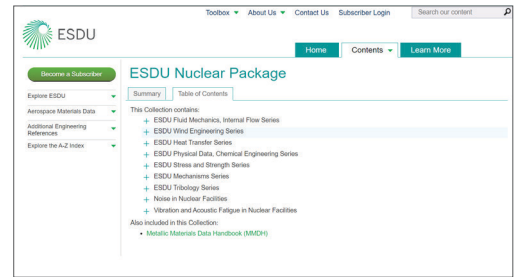 Toolbox About Us Contact Us Subscriber Login Search our content
ESDU
Home Contents Learn More
Become a Subscriber
Explore ESDU
Aerospace Materials Data
Additional Engineering
References
Explore the A-Z Index
ESDU Nuclear Package
Summary Table of Contents
This Collection contains:
+ ESDU Fluid Mechanics, Internal Flow Series
+ ESDU Wind Engineering Series
+ ESDU Heat Transfer Series
+ ESDU Physical Data, Chemical Engineering Series
+ ESDU Stress and Strength Series
+ ESDU Mechanisms Series
+ ESDU Tribology Series
+ Noise in Nuclear Facilities
+ Vibration and Acoustic Fatigue in Nuclear Facilities
Also included in this Collection:
• Metallic Materials Data Handbook (MMDH)